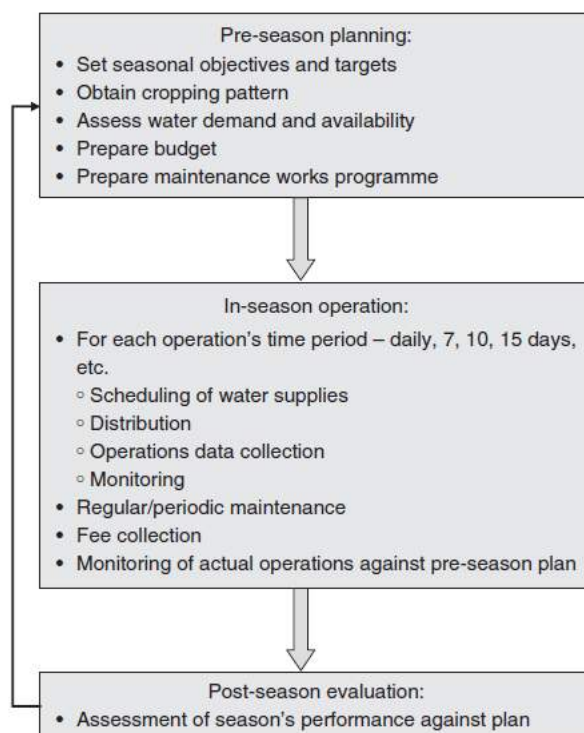 Pre-season planning:
• Set seasonal objectives and targets
• Obtain cropping pattern
• Assess water demand and availability
• Prepare budget
• Prepare maintenance works programme
In-season operation:
• For each operation's time period – daily, 7, 10, 15 days,
etc.
○ Scheduling of water supplies
○ Distribution
○ Operations data collection
○ Monitoring
• Regular/periodic maintenance
• Fee collection
• Monitoring of actual operations against pre-season plan
Post-season evaluation:
• Assessment of season's performance against plan